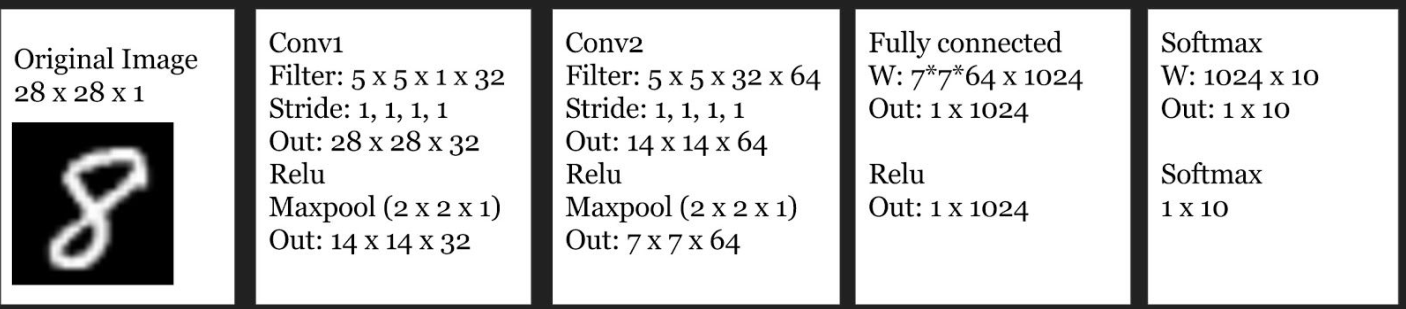 Original Image
28 x 28 x 1
Conv1
Filter: 5 x 5 x 1 x 32
Stride: 1, 1, 1, 1
Out: 28 x 28 x 32
Relu
Maxpool (2 x 2 x 1)
Out: 14 x 14 x 32
Conv2
Filter: 5 x 5 x 32 x 64
Stride: 1, 1, 1, 1
Out: 14 x 14 x 64
Relu
Maxpool (2 x 2 x 1)
Out: 7 x 7 x 64
Fully connected
W: 7*7*64 x 1024
Out: 1 x 1024
Relu
Out: 1 x 1024
Softmax
W: 1024 x 10
Out: 1 x 10
Softmax
1 x 10
8